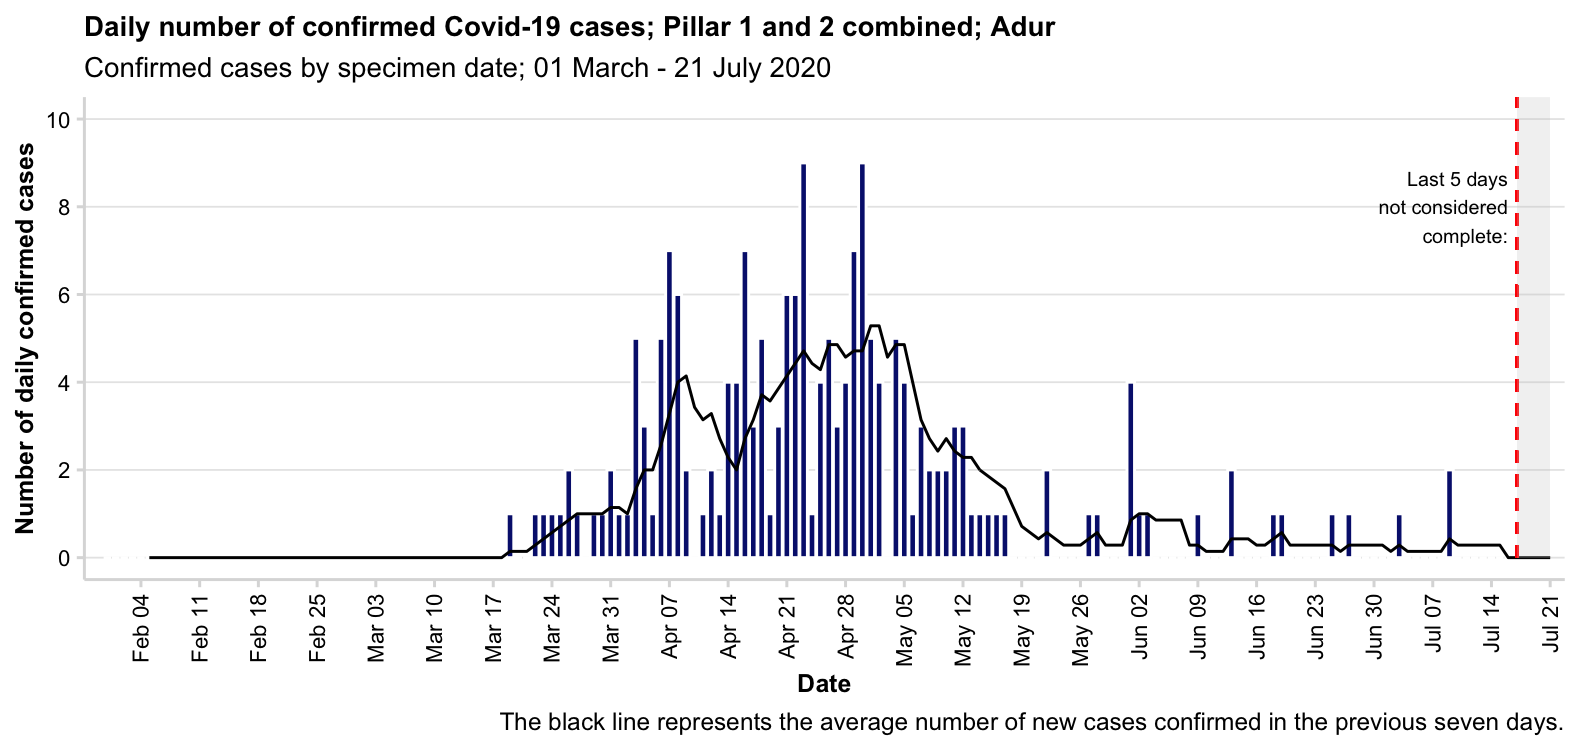 Daily number of confirmed Covid-19 cases; Pillar 1 and 2 combined; Adur
Confirmed cases by specimen date; 01 March - 21 July 2020
Number of daily confirmed cases
10
8
6
4
2
0
Last 5 days
not considered
complete:
Feb 04
Feb 11
Feb 18
Feb 25
Mar 03
Mar 10
Mar 17
Mar 24
Mar 31
Apr 07
Apr 14
Apr 21
Apr 28
May 05
May 12
May 19
May 26
Jun 02
Jun 09
Jun 16
Jun 23
Jun 30
Jul 07
Jul 14
Jul 21
Date
The black line represents the average number of new cases confirmed in the previous seven days.